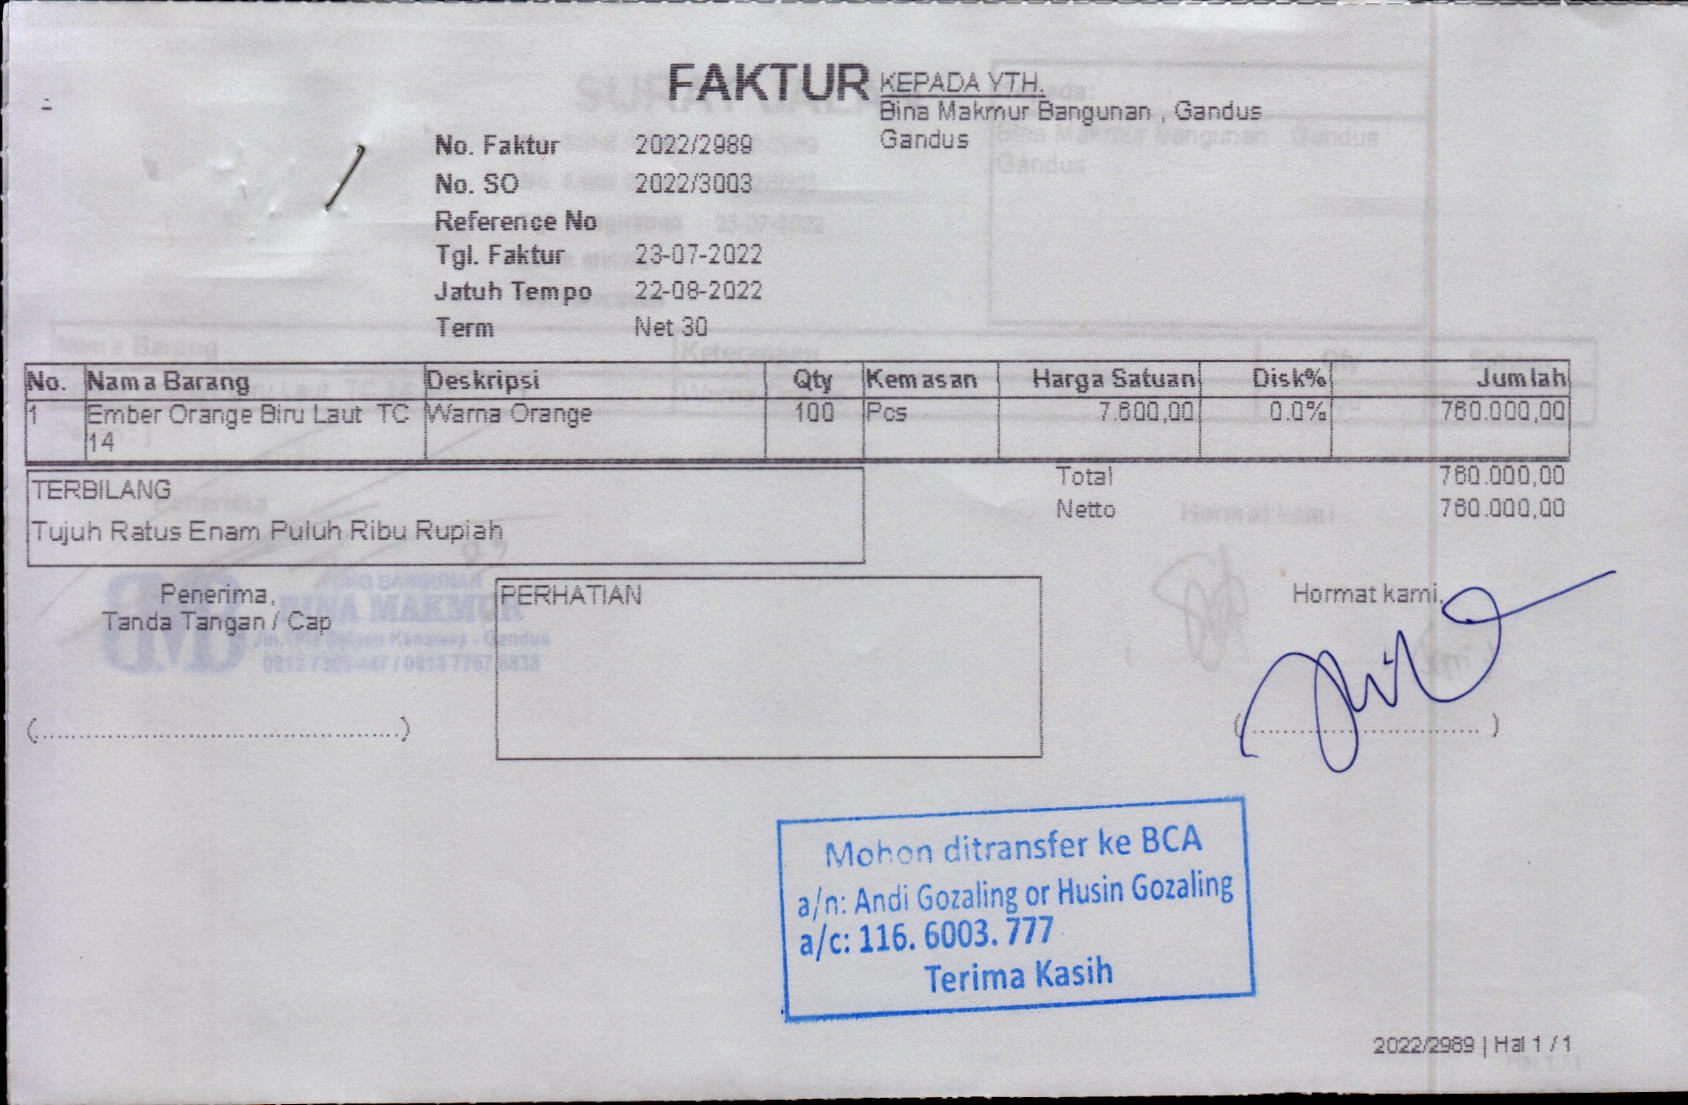 FAKTUR
KEPADA YTH.
Bina Makmur Bangunan , Gandus
Gandus
No. Faktur 2022/2989
No. SO 2022/3003
Reference No
Tgl. Faktur 23-07-2022
Jatuh Tempo 22-08-2022
Term Net 30
No. Nama Barang Deskripsi Qty Kemasan Harga Satuan Disk% Jumlah
1 Ember Orange Biru Laut TC Warna Orange 100 Pcs 7.600,00 0.0% 760.000,00
14
Total 760.000,00
TERBILANG
Netto 760.000,00
Tujuh Ratus Enam Puluh Ribu Rupiah
Penerima,
Tanda Tangan / Cap
PERHATIAN
Hormat kami,
(................................................)
(................................)
BINA MAKMUR
Mohon ditransfer ke BCA
a/n: Andi Gozaling or Husin Gozaling
a/c: 116. 6003. 777
Terima Kasih
2022/2989 | Hal 1 / 1